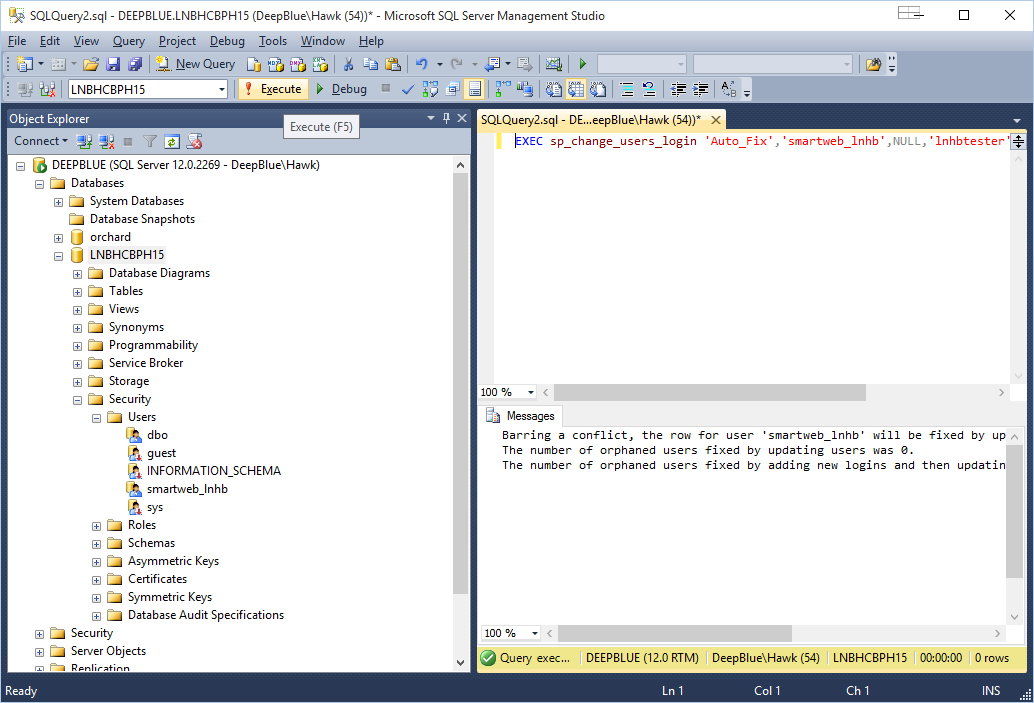 SQLQuery2.sql - DEEPBLUE.LNBHCBPH15 (DeepBlue\Hawk (54))* - Microsoft SQL Server Management Studio
File Edit View Query Project Debug Tools Window Help
New Query
LNBHCBPH15 Execute Debug
Object Explorer
Execute (F5)
Connect
DEEPBLUE (SQL Server 12.0.2269 - DeepBlue\Hawk)
Databases
System Databases
Database Snapshots
orchard
LNBHCBPH15
Database Diagrams
Tables
Views
Synonyms
Programmability
Service Broker
Storage
Security
Users
dbo
guest
INFORMATION_SCHEMA
smartweb_lnhb
sys
Roles
Schemas
Asymmetric Keys
Certificates
Symmetric Keys
Database Audit Specifications
Security
Server Objects
Replication
SQLQuery2.sql - DE...eepBlue\Hawk (54))*
EXEC sp_change_users_login 'Auto_Fix','smartweb_lnhb',NULL,'lnhbtester'
100 %
Messages
Barring a conflict, the row for user 'smartweb_lnhb' will be fixed by up
The number of orphaned users fixed by updating users was 0.
The number of orphaned users fixed by adding new logins and then updatin
100 %
Query exec... DEEPBLUE (12.0 RTM) DeepBlue\Hawk (54) LNBHCBPH15 00:00:00 0 rows
Ready Ln 1 Col 1 Ch 1 INS